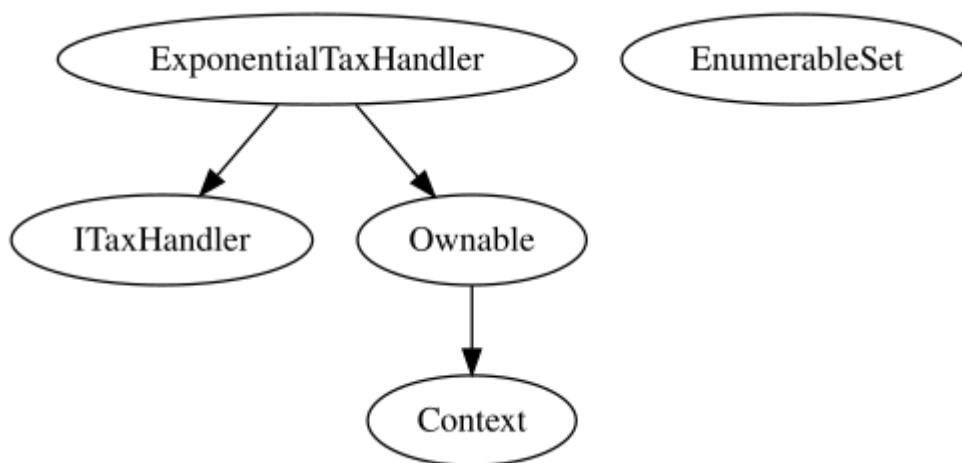 ExponentialTaxHandler
EnumerableSet
ITaxHandler
Ownable
Context